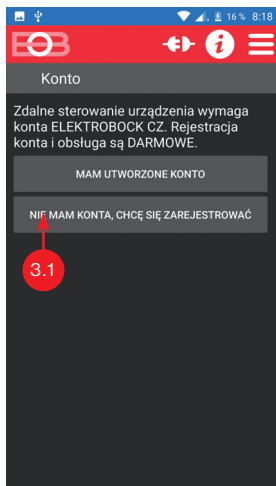 16 % 8:18
EOB
i
Konto
Zdalne sterowanie urządzenia wymaga
konta ELEKTROBOCK CZ. Rejestracja
konta i obsługa są DARMOWE.
MAM UTWORZONE KONTO
NIE MAM KONTA, CHCĘ SIĘ ZAREJESTROWAĆ
3.1